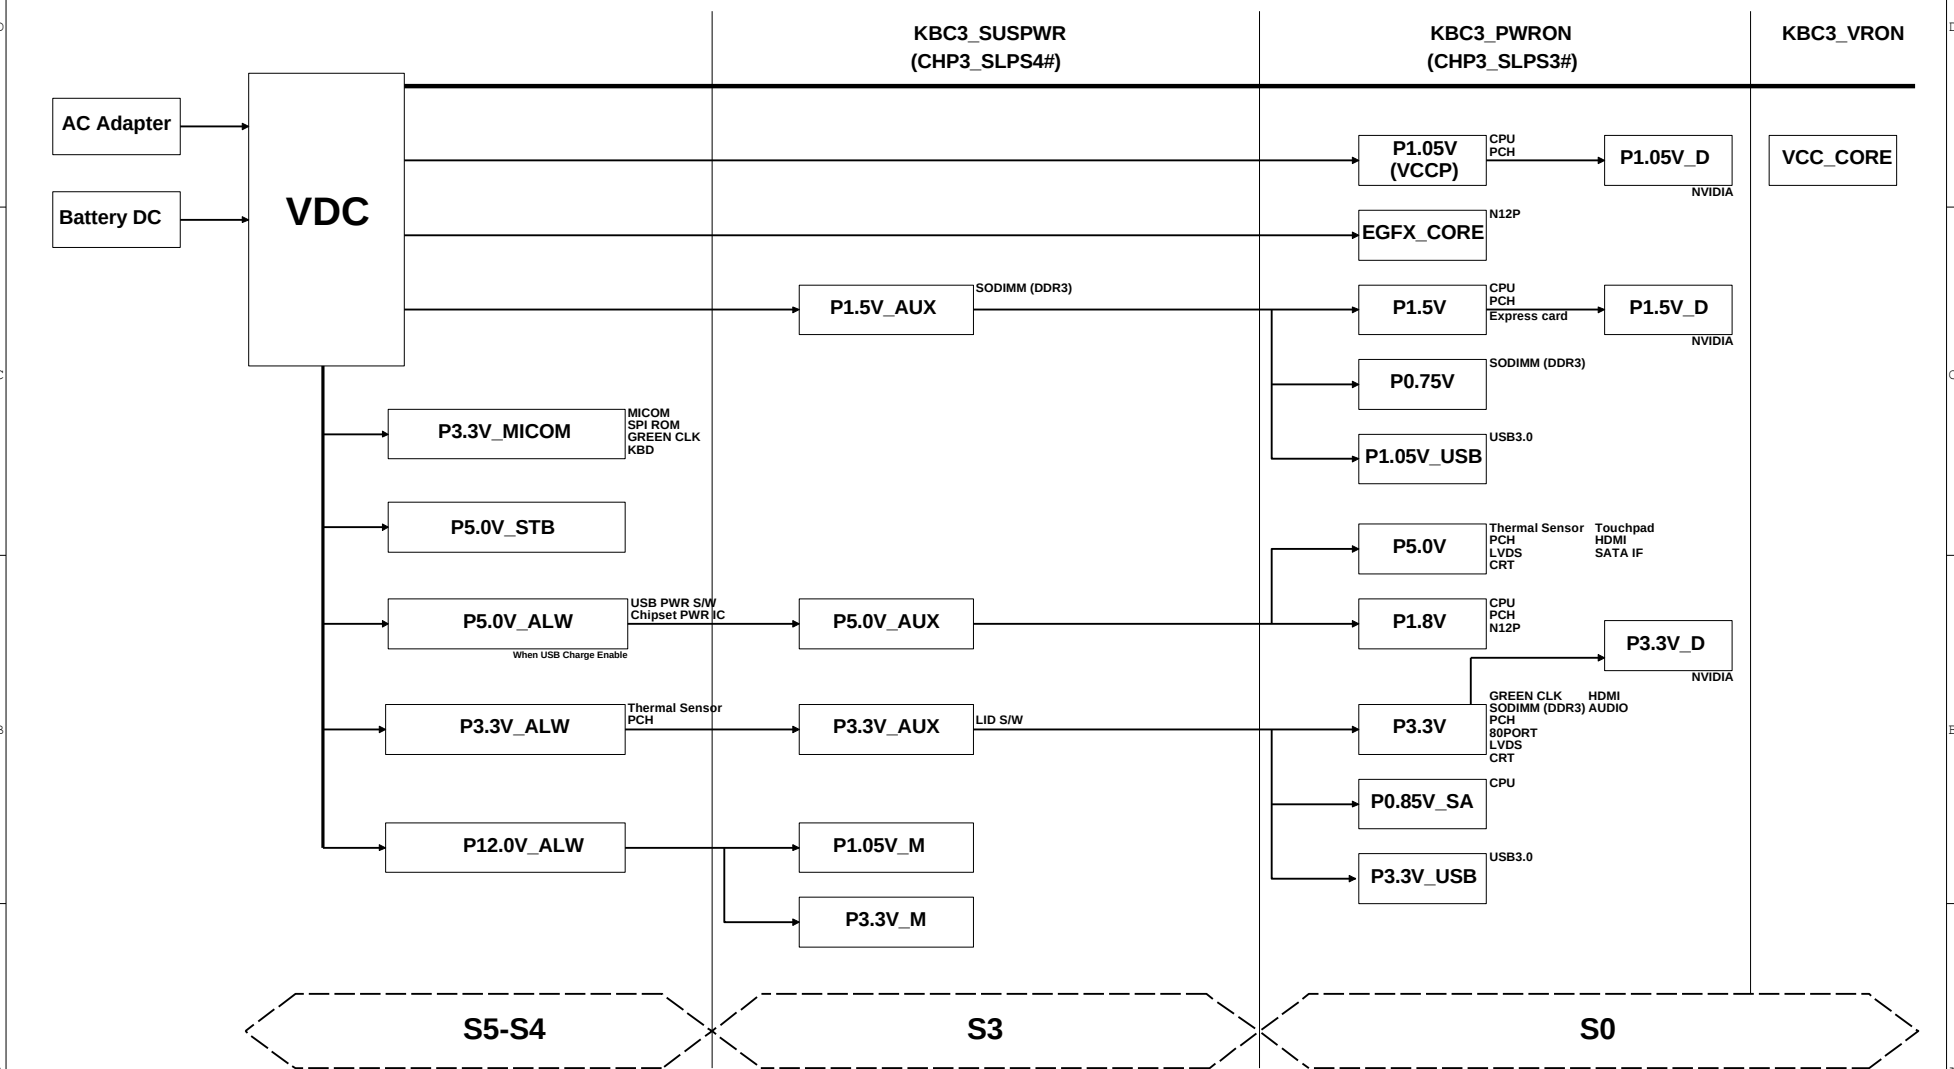 KBC3_SUSPWR
(CHP3_SLPS4#)
KBC3_PWRON
(CHP3_SLPS3#)
KBC3_VRON
AC Adapter
Battery DC
VDC
P1.05V
(VCCP)
CPU
PCH
P1.05V_D
NVIDIA
VCC_CORE
EGFX_CORE
N12P
P1.5V_AUX
SODIMM (DDR3)
P1.5V
CPU
PCH
Express card
P1.5V_D
NVIDIA
P0.75V
SODIMM (DDR3)
P3.3V_MICOM
MICOM
SPI ROM
GREEN CLK
KBD
P1.05V_USB
USB3.0
P5.0V_STB
P5.0V
Thermal Sensor Touchpad
PCH HDMI
LVDS SATA IF
CRT
P5.0V_ALW
USB PWR S/W
Chipset PWR IC
When USB Charge Enable
P5.0V_AUX
P1.8V
CPU
PCH
N12P
P3.3V_D
NVIDIA
P3.3V_ALW
Thermal Sensor
PCH
P3.3V_AUX
LID S/W
P3.3V
GREEN CLK HDMI
SODIMM (DDR3) AUDIO
PCH
80PORT
LVDS
CRT
P0.85V_SA
CPU
P12.0V_ALW
P1.05V_M
P3.3V_USB
USB3.0
P3.3V_M
S5-S4
S3
S0